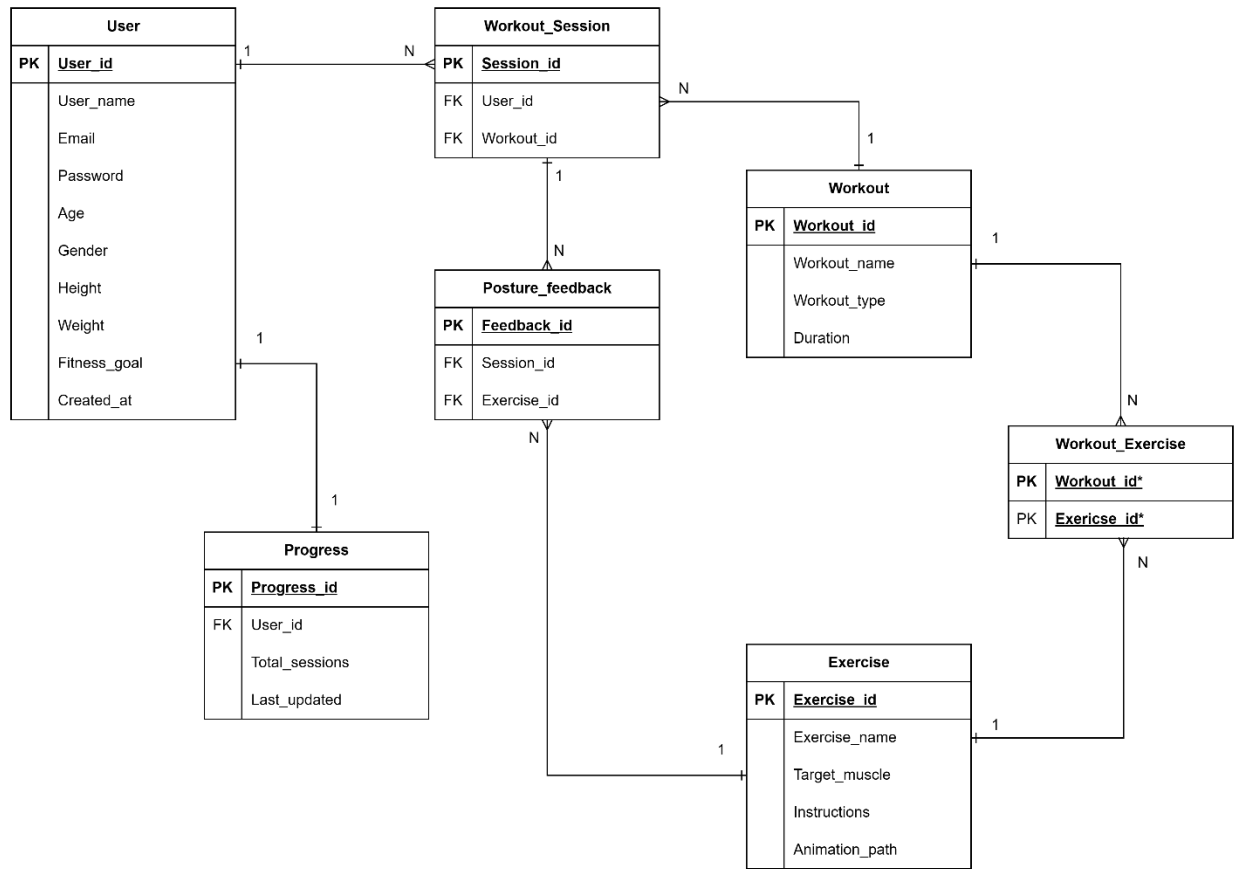 User
PK User_id
User_name
Email
Password
Age
Gender
Height
Weight
Fitness_goal
Created_at
1
N
Workout_Session
PK Session_id
FK User_id
FK Workout_id
N
1
1
N
Workout
PK Workout_id
Workout_name
Workout_type
Duration
1
N
Posture_feedback
PK Feedback_id
FK Session_id
FK Exercise_id
N
1
1
Progress
PK Progress_id
FK User_id
Total_sessions
Last_updated
Workout_Exercise
PK Workout_id*
PK Exericse_id*
N
1
1
Exercise
PK Exercise_id
Exercise_name
Target_muscle
Instructions
Animation_path